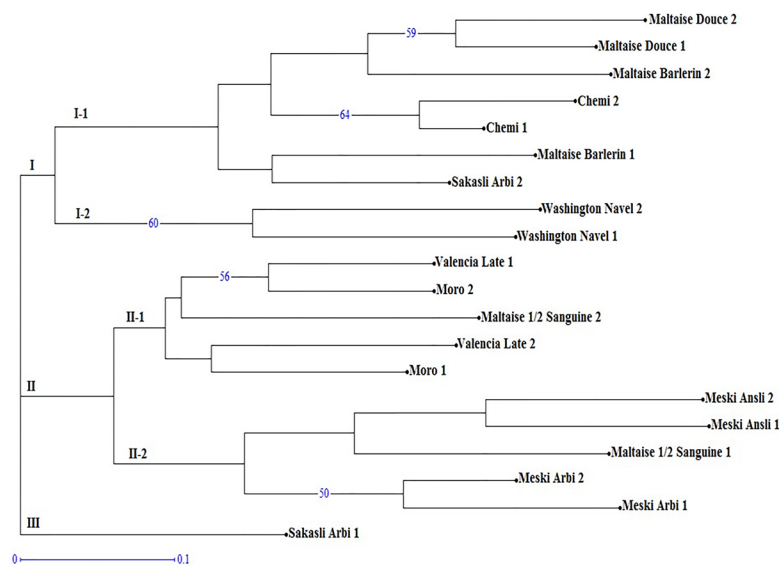 Maltaise Douce 2
59
Maltaise Douce 1
Maltaise Barlerin 2
Chemi 2
I-1
64
Chemi 1
Maltaise Barlerin 1
I
Sakasli Arbi 2
Washington Navel 2
I-2
60
Washington Navel 1
Valencia Late 1
56
Moro 2
II-1
Maltaise 1/2 Sanguine 2
Valencia Late 2
Moro 1
II
Meski Ansli 2
Meski Ansli 1
II-2
Maltaise 1/2 Sanguine 1
Meski Arbi 2
50
Meski Arbi 1
III
Sakasli Arbi 1
0 0.1